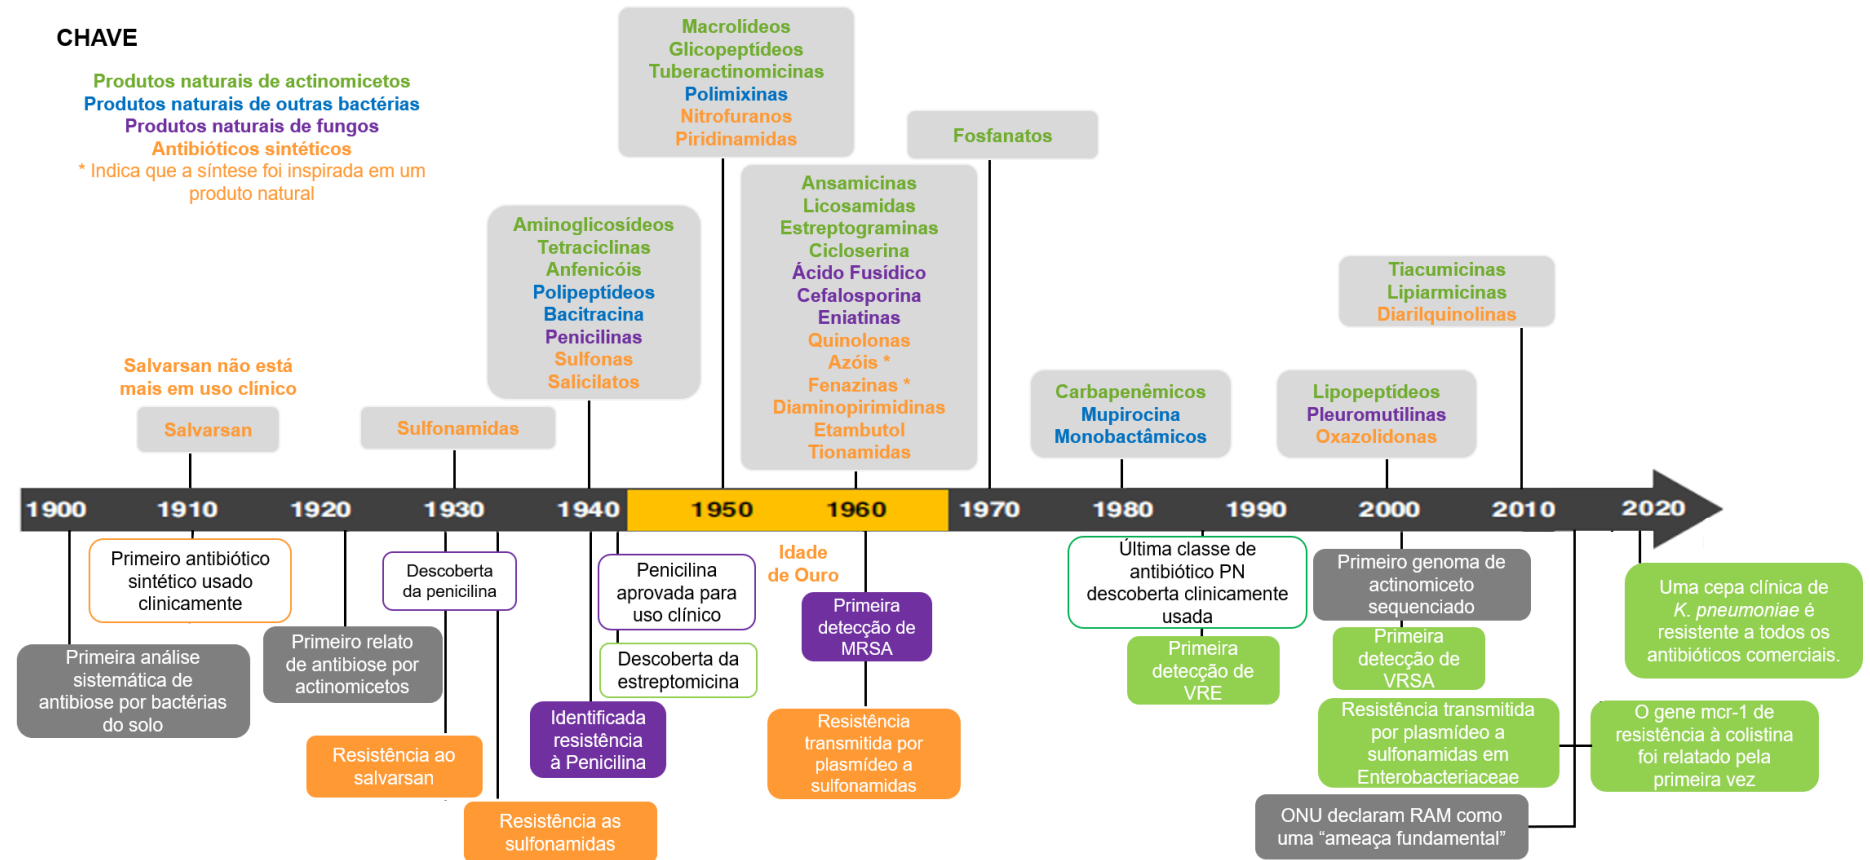 CHAVE
Produtos naturais de actinomicetos
Produtos naturais de outras bactérias
Produtos naturais de fungos
Antibióticos sintéticos
* Indica que a síntese foi inspirada em um
produto natural
Salvarsan não está
mais em uso clínico
Salvarsan
Sulfonamidas
Aminoglicosídeos
Tetraciclinas
Anfenicóis
Polipeptídeos
Bacitracina
Penicilinas
Sulfonas
Salicilatos
Macrolídeos
Glicopeptídeos
Tuberactinomicinas
Polimixinas
Nitrofuranos
Piridinamidas
Ansamicinas
Licosamidas
Estreptograminas
Cicloserina
Ácido Fusídico
Cefalosporina
Eniatinas
Quinolonas
Azóis *
Fenazinas *
Diaminopirimidinas
Etambutol
Tionamidas
Fosfanatos
Carbapenêmicos
Mupirocina
Monobactâmicos
Lipopeptídeos
Pleuromutilinas
Oxazolidonas
Tiacumicinas
Lipiarmicinas
Diarilquinolinas
1900 1910 1920 1930 1940 1950 1960 1970 1980 1990 2000 2010 2020
Primeira análise
sistemática de
antibiose por bactérias
do solo
Primeiro antibiótico
sintético usado
clinicamente
Primeiro relato
de antibiose por
actinomicetos
Descoberta
da penicilina
Resistência ao
salvarsan
Resistência as
sulfonamidas
Identificada
resistência
à Penicilina
Penicilina
aprovada para
uso clínico
Descoberta da
estreptomicina
Idade
de Ouro
Primeira
detecção de
MRSA
Resistência
transmitida por
plasmídeo a
sulfonamidas
Última classe de
antibiótico PN
descoberta clinicamente
usada
Primeira
detecção de
VRE
Primeiro genoma de
actinomiceto
sequenciado
Primeira
detecção de
VRSA
Resistência transmitida
por plasmídeo a
sulfonamidas em
Enterobacteriaceae
ONU declaram RAM como
uma “ameaça fundamental”
O gene mcr-1 de
resistência à colistina
foi relatado pela
primeira vez
Uma cepa clínica de
K. pneumoniae é
resistente a todos os
antibióticos comerciais.